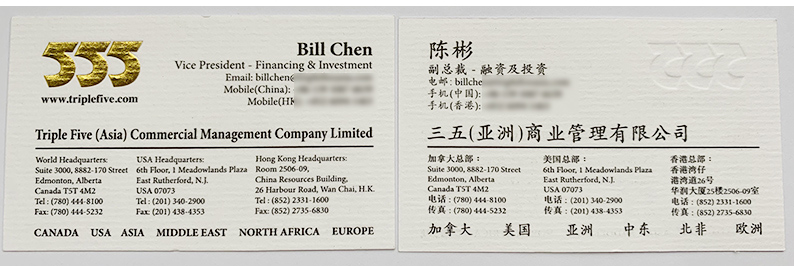 555
www.triplefive.com
Bill Chen
Vice President - Financing & Investment
Email: billchen
Mobile(China):
Mobile(HK
Triple Five (Asia) Commercial Management Company Limited
World Headquarters:
Suite 3000, 8882-170 Street
Edmonton, Alberta
Canada T5T 4M2
Tel : (780) 444-8100
Fax: (780) 444-5232
USA Headquarters:
6th Floor, 1 Meadowlands Plaza
East Rutherford, N.J.
USA 07073
Tel : (201) 340-2900
Fax: (201) 438-4353
Hong Kong Headquarters:
Room 2506-09,
China Resources Building,
26 Harbour Road, Wan Chai, H.K.
Tel: (852) 2331-1600
Fax: (852) 2735-6830
CANADA USA ASIA MIDDLE EAST NORTH AFRICA EUROPE
陈彬
副总裁 - 融资及投资
电邮: billche
手机(中国):
手机(香港):
555
三五(亚洲)商业管理有限公司
加拿大总部：
Suite 3000, 8882-170 Street
Edmonton, Alberta
Canada T5T 4M2
电话 : (780) 444-8100
传真 : (780) 444-5232
美国总部：
6th Floor, 1 Meadowlands Plaza
East Rutherford, N.J.
USA 07073
电话 : (201) 340-2900
传真 : (201) 438-4353
香港总部：
香港湾仔
港湾道26号
华润大厦25楼2506-09室
电话 : (852) 2331-1600
传真 : (852) 2735-6830
加拿大 美国 亚洲 中东 北非 欧洲